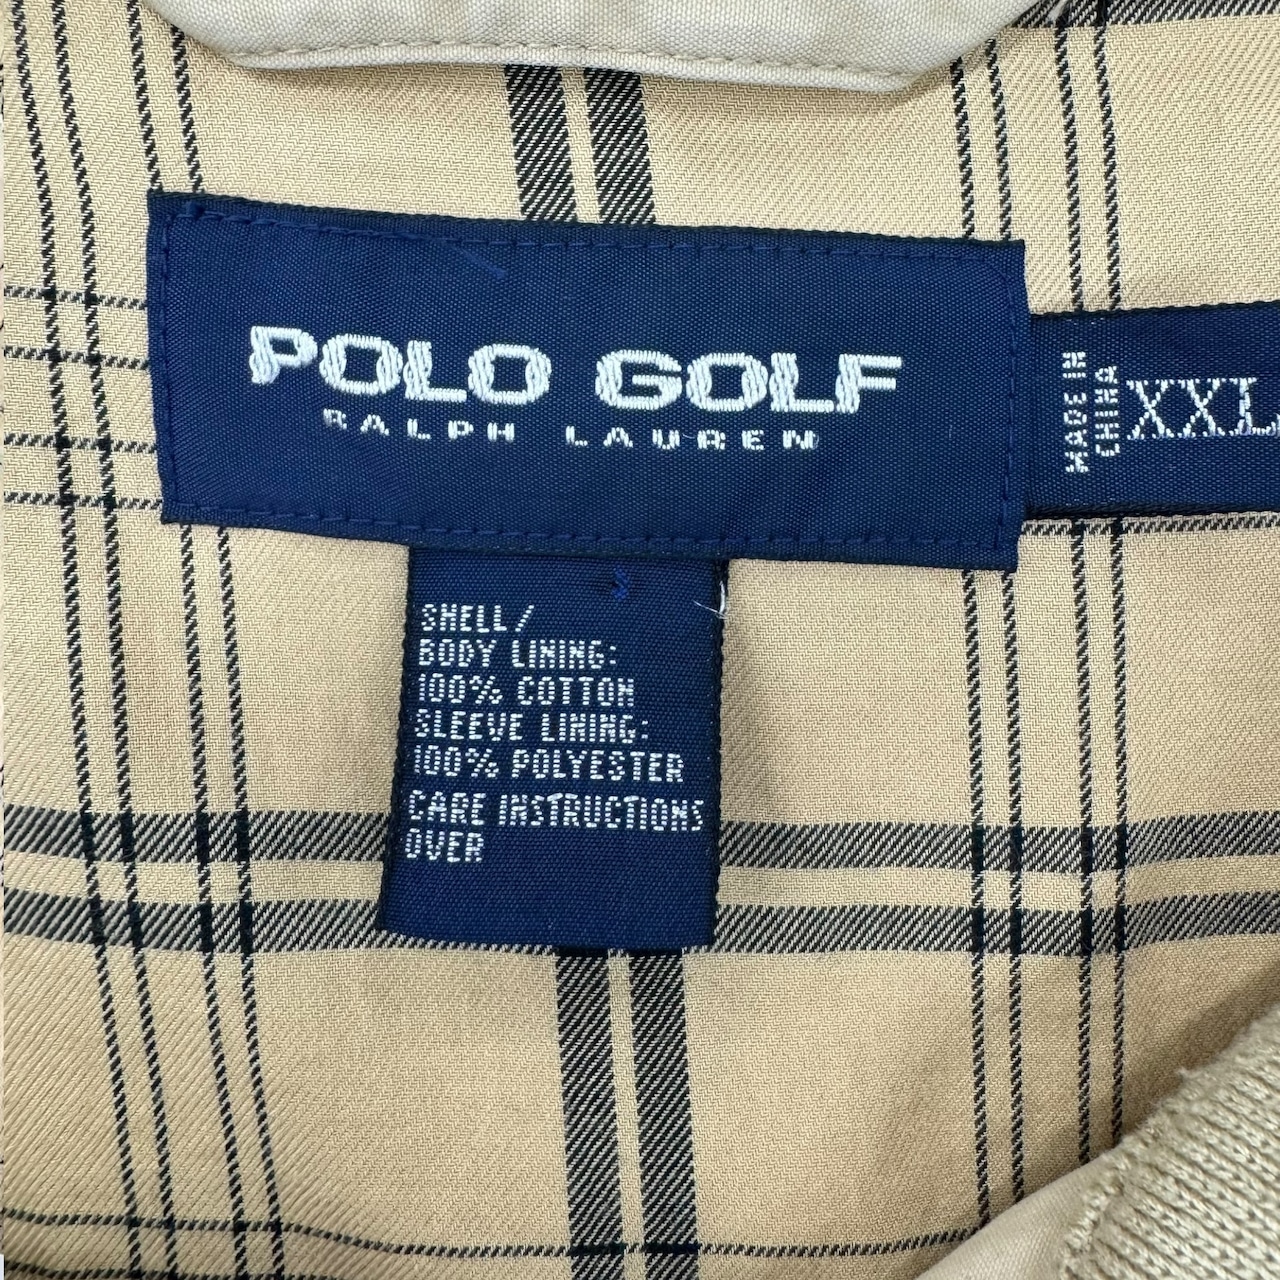 POLO GOLF
RALPH LAUREN
MADE IN
CHINA
XXL
SHELL/
BODY LINING:
100% COTTON
SLEEVE LINING:
100% POLYESTER
CARE INSTRUCTIONS
OVER